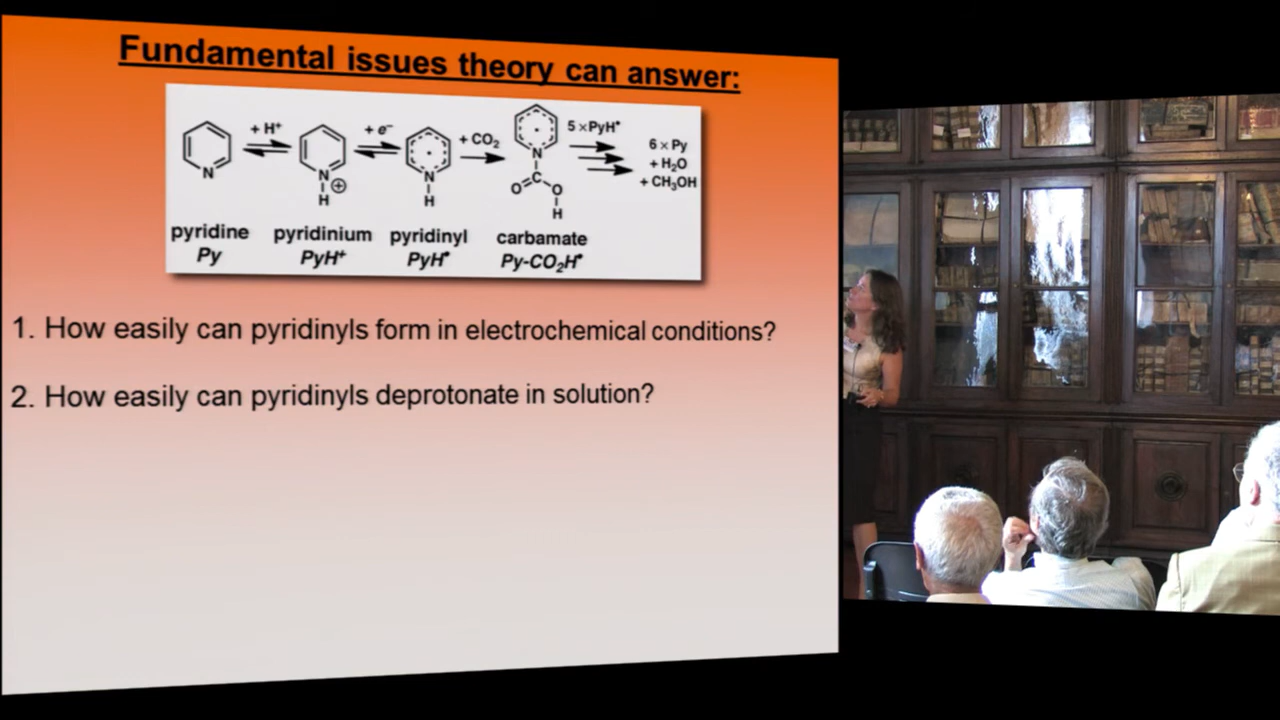 Fundamental issues theory can answer:
+ H⁺
+ e⁻
+ CO₂
5 xPyH•
6 x Py
+ H₂O
+ CH₃OH
N
N
H
N
H
N
C
O
O
H
pyridine
Py
pyridinium
PyH⁺
pyridinyl
PyH•
carbamate
Py-CO₂H•
1. How easily can pyridinyls form in electrochemical conditions?
2. How easily can pyridinyls deprotonate in solution?